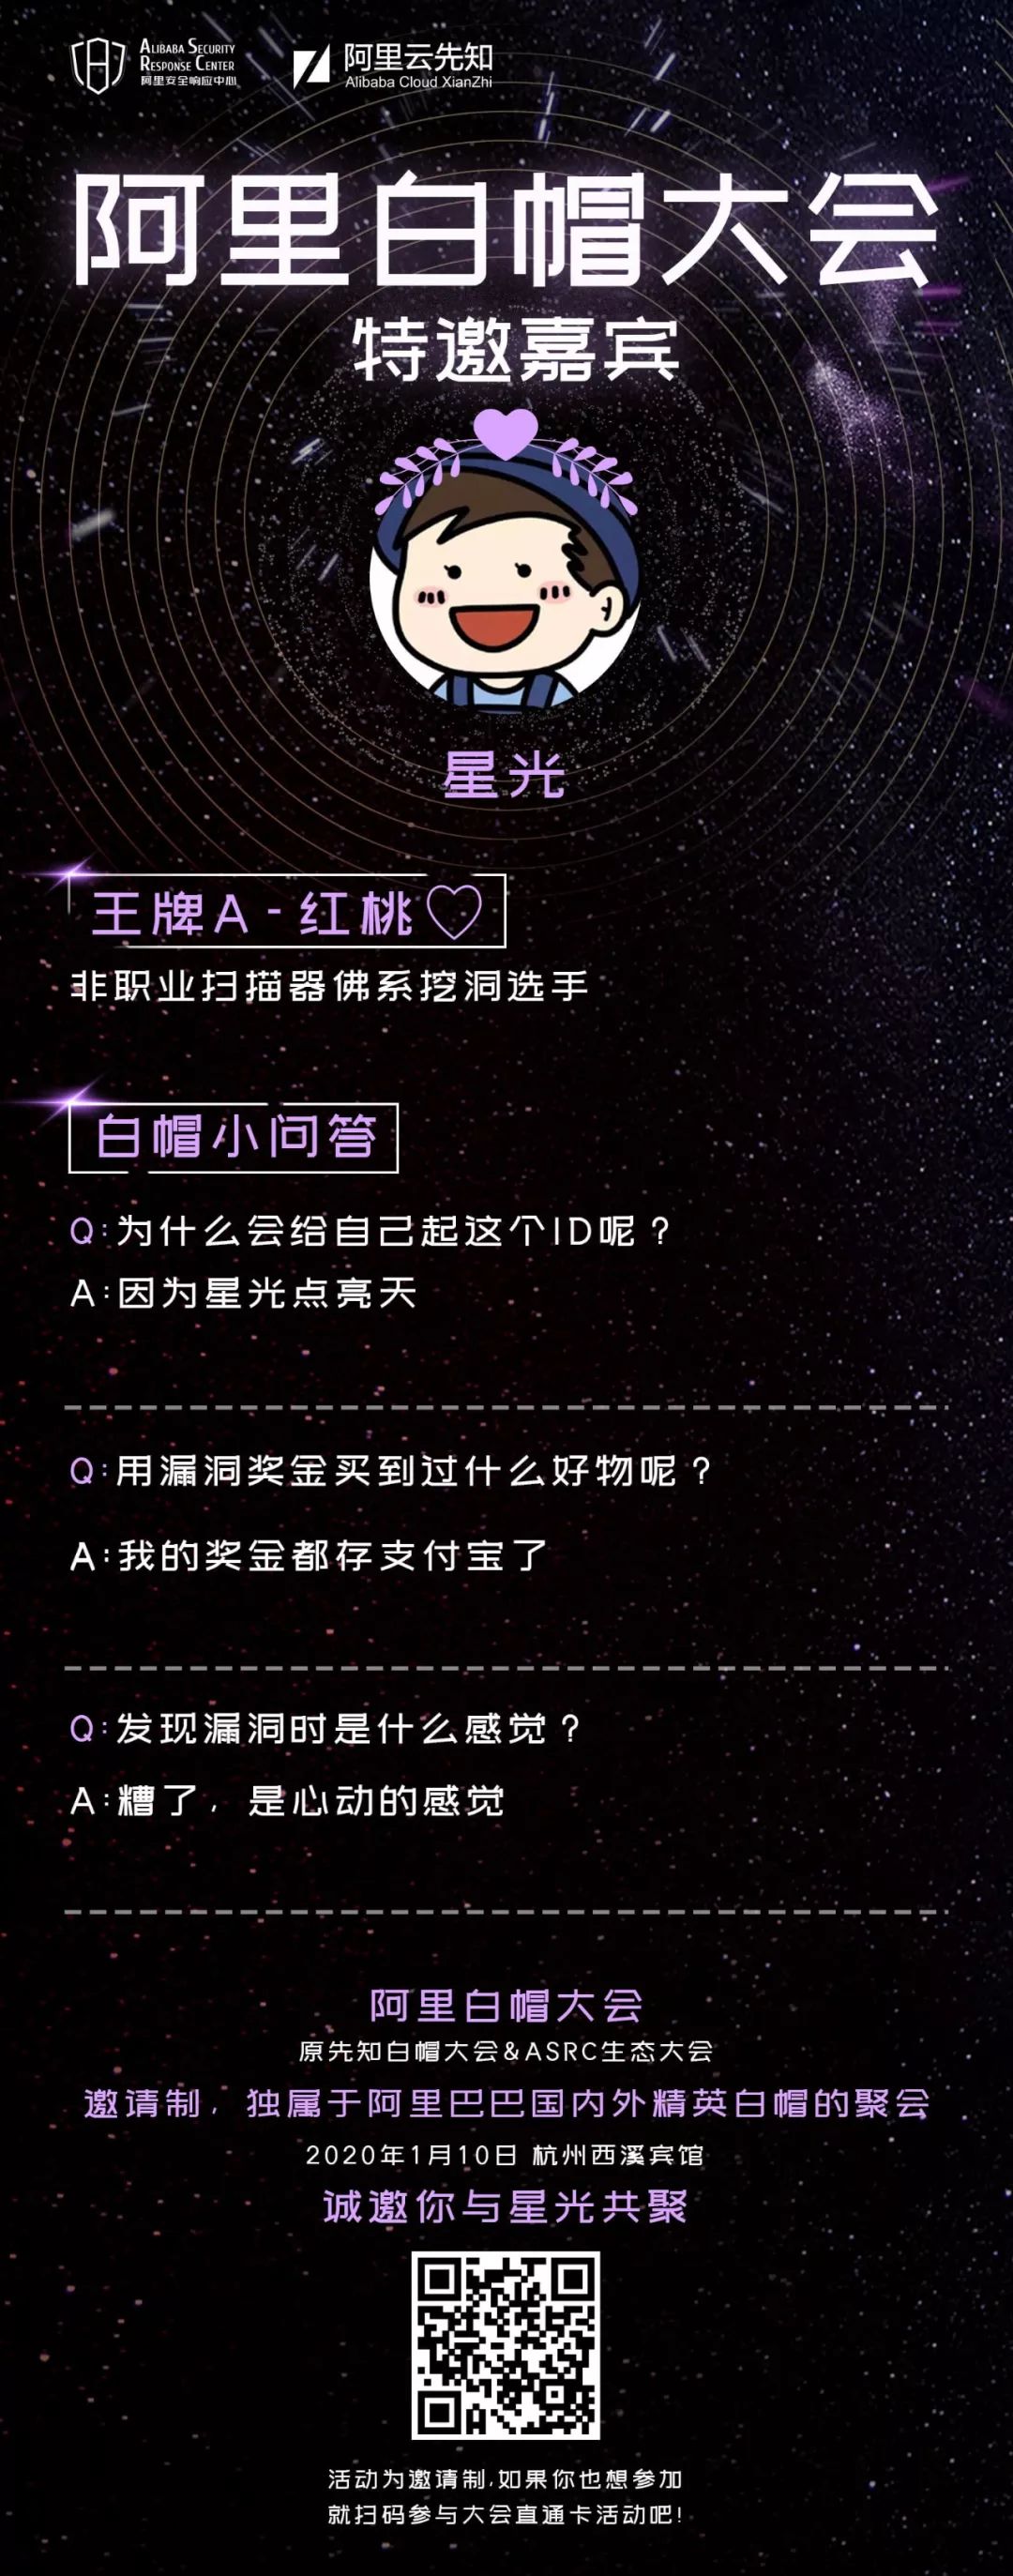 ALIBABA SECURITY
RESPONSE CENTER
阿里安全响应中心
阿里云先知
Alibaba Cloud XianZhi
阿里白帽大会
特邀嘉宾
星光
王牌A-红桃♡
非职业扫描器佛系挖洞选手
白帽小问答
Q:为什么会给自己起这个ID呢?
A:因为星光点亮天
Q:用漏洞奖金买到过什么好物呢?
A:我的奖金都存支付宝了
Q:发现漏洞时是什么感觉?
A:糟了，是心动的感觉
阿里白帽大会
原先知白帽大会&ASRC生态大会
邀请制，独属于阿里巴巴国内外精英白帽的聚会
2020年1月10日 杭州西溪宾馆
诚邀你与星光共聚
活动为邀请制,如果你也想参加
就扫码参与大会直通卡活动吧!